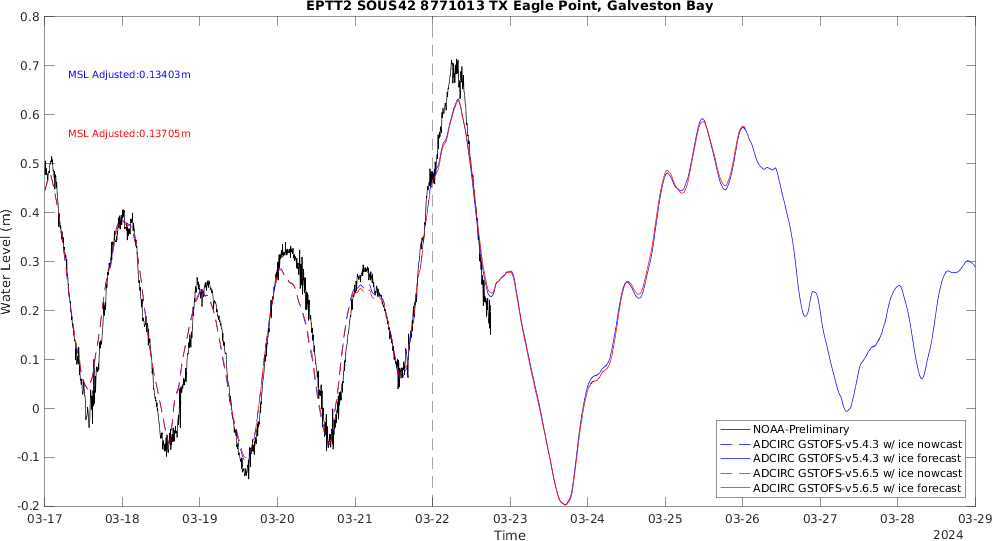 EPTT2 SOUS42 8771013 TX Eagle Point, Galveston Bay
0.8
0.7
0.6
0.5
0.4
0.3
0.2
0.1
0
-0.1
-0.2
Water Level (m)
MSL Adjusted:0.13403m
MSL Adjusted:0.13705m
NOAA-Preliminary
ADCIRC GSTOFS-v5.4.3 w/ ice nowcast
ADCIRC GSTOFS-v5.4.3 w/ ice forecast
ADCIRC GSTOFS-v5.6.5 w/ ice nowcast
ADCIRC GSTOFS-v5.6.5 w/ ice forecast
03-17 03-18 03-19 03-20 03-21 03-22 03-23 03-24 03-25 03-26 03-27 03-28 03-29
Time
2024